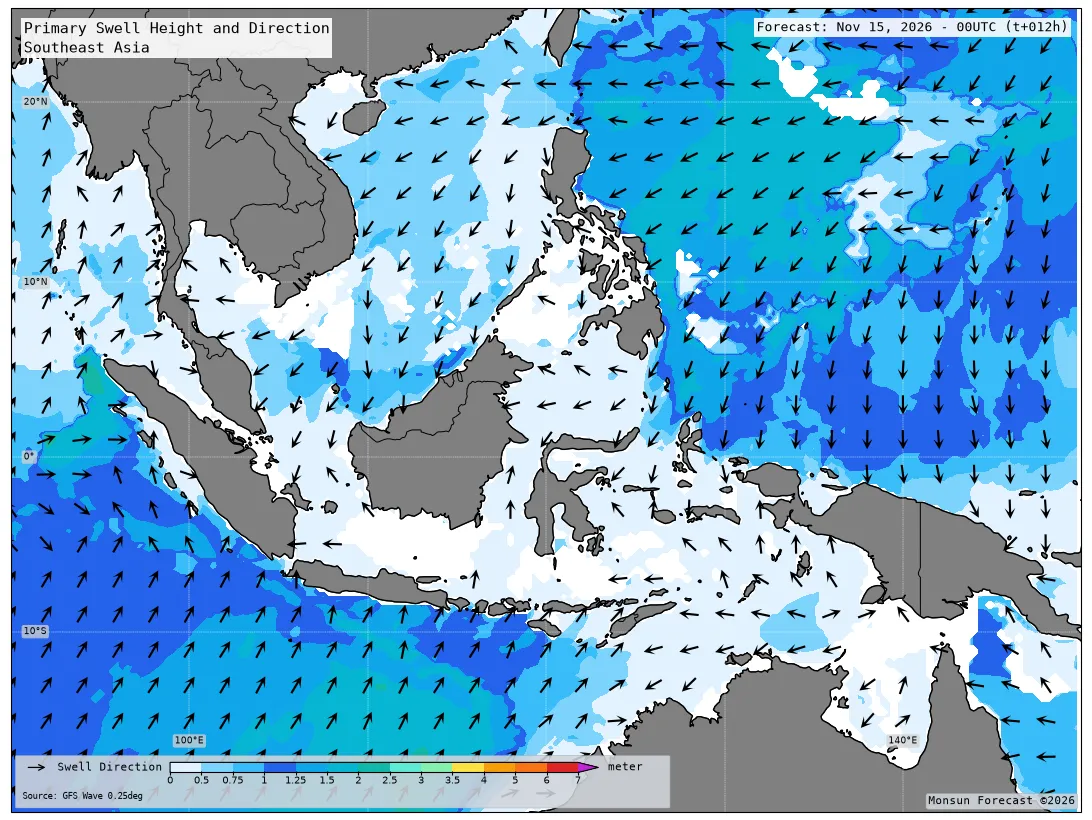 Primary Swell Height and Direction
Southeast Asia
Forecast: Nov 15, 2026 - 00UTC (t+012h)
20°N
10°N
0°
10°S
100°E
140°E
Swell Direction
0 0.5 0.75 1 1.25 1.5 2 2.5 3 3.5 4 5 6 7
meter
Source: GFS Wave 0.25deg
Monsun Forecast ©2026